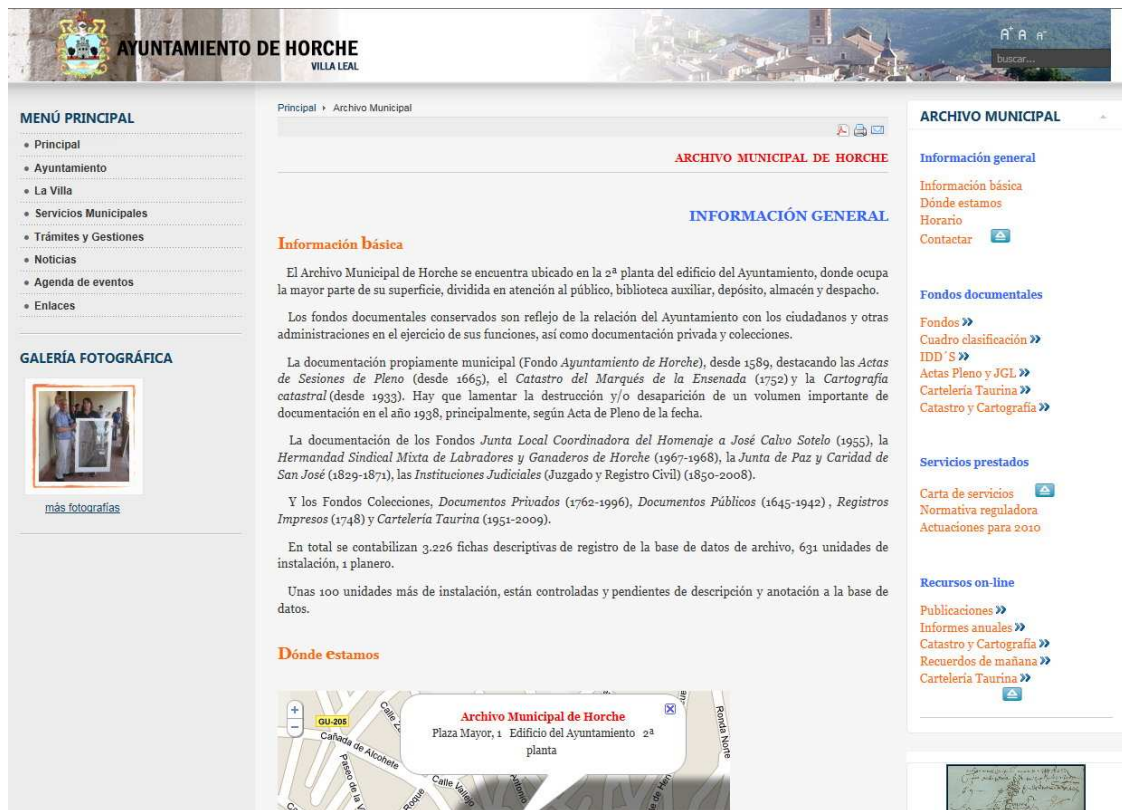 AYUNTAMIENTO DE HORCHE
VILLA LEAL
A+ A A-
buscar...
MENÚ PRINCIPAL
Principal
Ayuntamiento
La Villa
Servicios Municipales
Trámites y Gestiones
Noticias
Agenda de eventos
Enlaces
GALERÍA FOTOGRÁFICA
más fotografias
Principal Archivo Municipal
ARCHIVO MUNICIPAL DE HORCHE
INFORMACIÓN GENERAL
Información básica
El Archivo Municipal de Horche se encuentra ubicado en la 2ª planta del edificio del Ayuntamiento, donde ocupa
la mayor parte de su superficie, dividida en atención al público, biblioteca auxiliar, depósito, almacén y despacho.
Los fondos documentales conservados son reflejo de la relación del Ayuntamiento con los ciudadanos y otras
administraciones en el ejercicio de sus funciones, así como documentación privada y colecciones.
La documentación propiamente municipal (Fondo Ayuntamiento de Horche), desde 1589, destacando las Actas
de Sesiones de Pleno (desde 1665), el Catastro del Marqués de la Ensenada (1752) y la Cartografía
catastral (desde 1933). Hay que lamentar la destrucción y/o desaparición de un volumen importante de
documentación en el año 1938, principalmente, según Acta de Pleno de la fecha.
La documentación de los Fondos Junta Local Coordinadora del Homenaje a José Calvo Sotelo (1955), la
Hermandad Sindical Mixta de Labradores y Ganaderos de Horche (1967-1968), la Junta de Paz y Caridad de
San José (1829-1871), las Instituciones Judiciales (Juzgado y Registro Civil) (1850-2008).
Y los Fondos Colecciones, Documentos Privados (1762-1996), Documentos Públicos (1645-1942) , Registros
Impresos (1748) y Cartelería Taurina (1951-2009).
En total se contabilizan 3.226 fichas descriptivas de registro de la base de datos de archivo, 631 unidades de
instalación, 1 planero.
Unas 100 unidades más de instalación, están controladas y pendientes de descripción y anotación a la base de
datos.
Dónde estamos
Archivo Municipal de Horche
Plaza Mayor, 1 Edificio del Ayuntamiento 2ª
planta
GU-205
Cañada de Alcohete
Paseo de la
Calle Vallejo
Roque
Antonio
Ronda Norte
ARCHIVO MUNICIPAL
Información general
Información básica
Dónde estamos
Horario
Contactar
Fondos documentales
Fondos »
Cuadro clasificación »
IDD´S »
Actas Pleno y JGL »
Cartelería Taurina »
Catastro y Cartografía »
Servicios prestados
Carta de servicios
Normativa reguladora
Actuaciones para 2010
Recursos on-line
Publicaciones »
Informes anuales »
Catastro y Cartografía »
Recuerdos de mañana »
Cartelería Taurina »